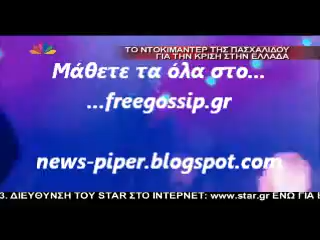 ΤΟ ΝΤΟΚΙΜΑΝΤΕΡ ΤΗΣ ΠΑΣΧΑΛΙΔΟΥ
ΓΙΑ ΤΗΝ ΚΡΙΣΗ ΣΤΗΝ ΕΛΛΑΔΑ
Μάθετε τα όλα στο...
...freegossip.gr
news-piper.blogspot.com
3. ΔΙΕΥΘΥΝΣΗ ΤΟΥ STAR ΣΤΟ INTERNET: www.star.gr ΕΝΩ ΓΙΑ Η